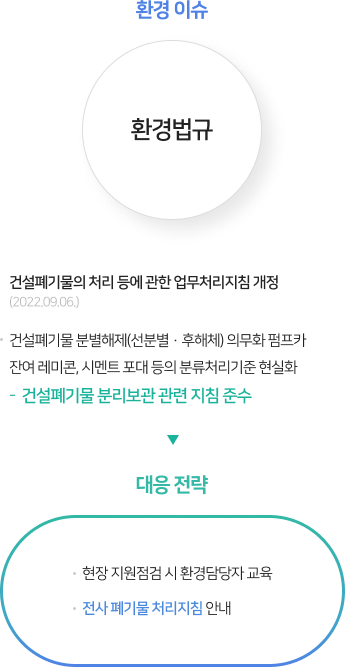 환경 이슈
환경법규
건설폐기물의 처리 등에 관한 업무처리지침 개정
(2022.09.06.)
· 건설폐기물 분별해제(선분별 · 후해체) 의무화 펌프카
잔여 레미콘, 시멘트 포대 등의 분류처리기준 현실화
- 건설폐기물 분리보관 관련 지침 준수
▼
대응 전략
· 현장 지원점검 시 환경담당자 교육
· 전사 폐기물 처리지침 안내